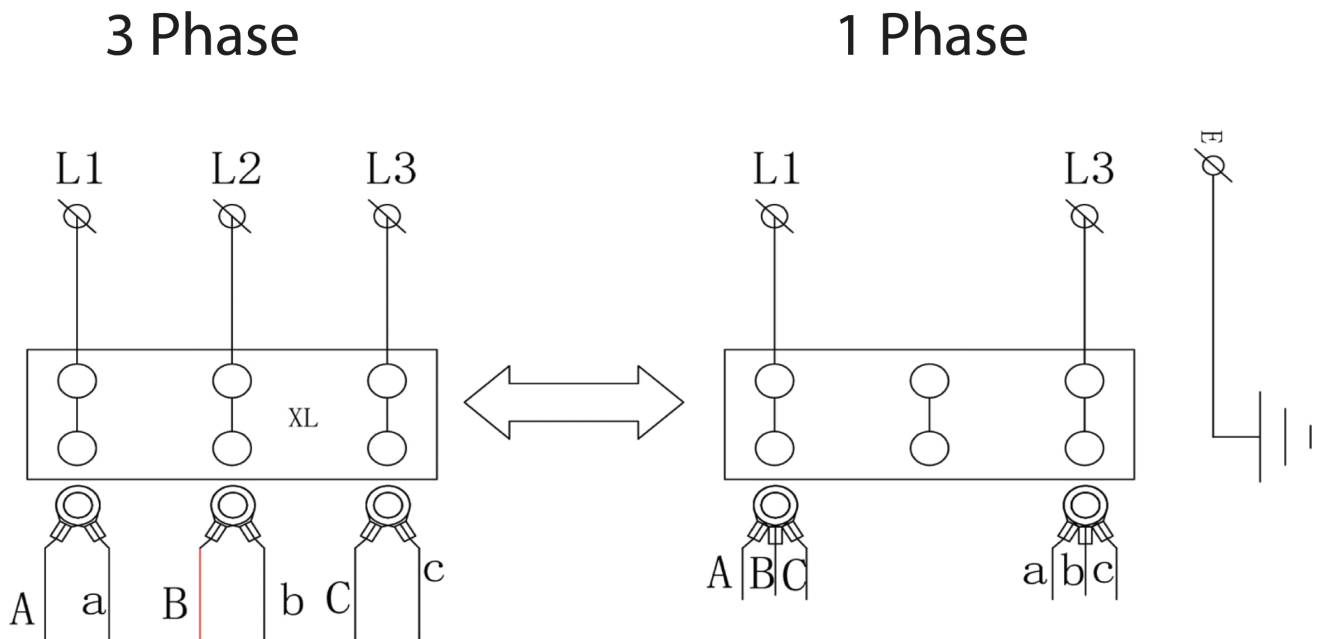 3 Phase
1 Phase
L1 L2 L3
L1 L3
E
XL
A a B b C c
A B C
a b c